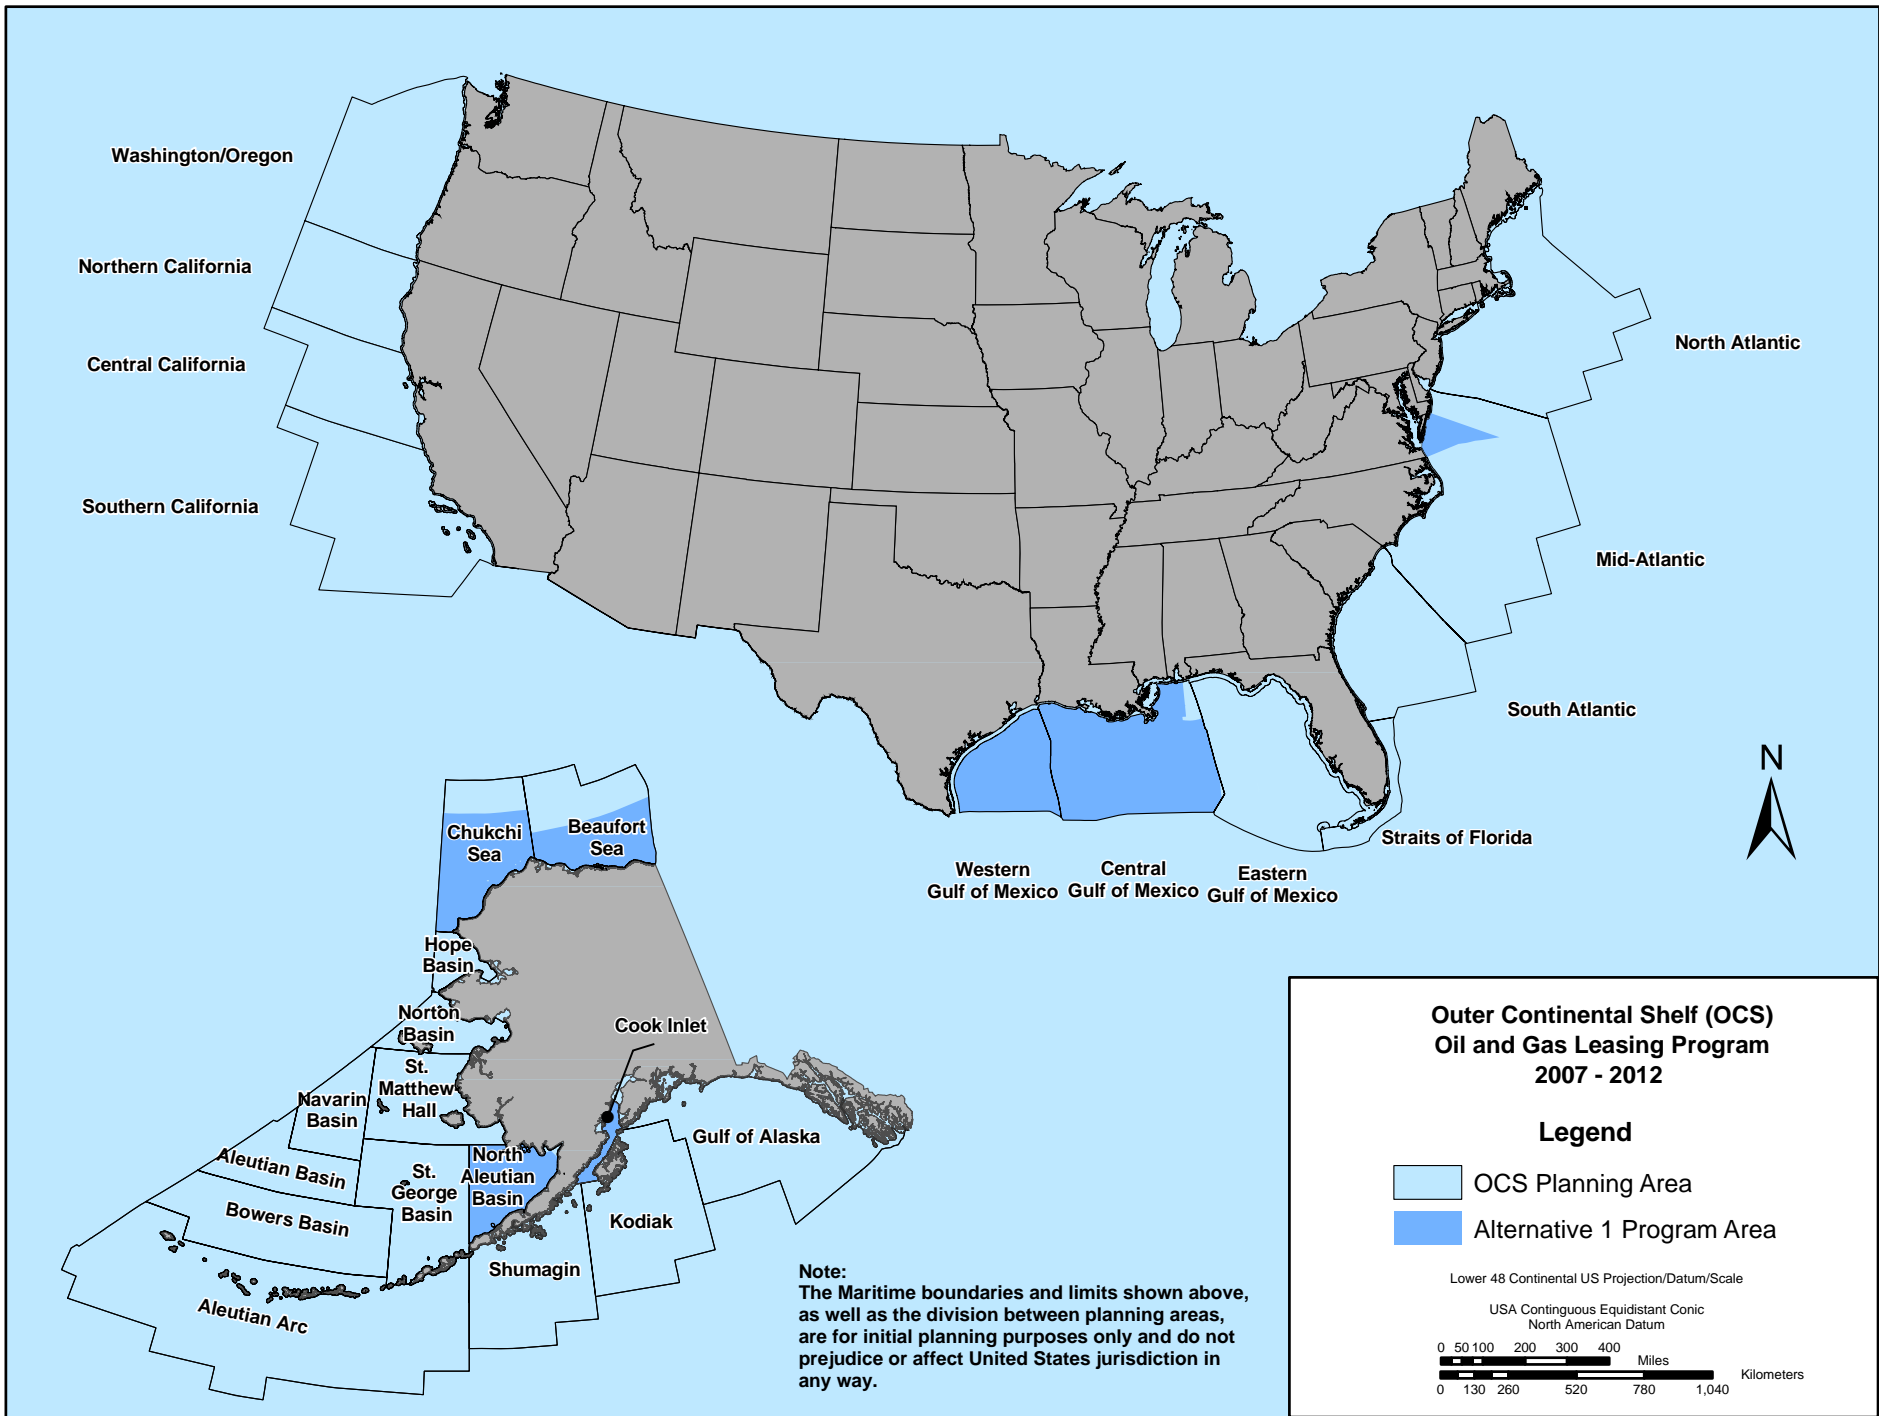 Washington/Oregon
Northern California
Central California
Southern California
North Atlantic
Mid-Atlantic
South Atlantic
Straits of Florida
Western
Gulf of Mexico
Central
Gulf of Mexico
Eastern
Gulf of Mexico
N
Chukchi
Sea
Beaufort
Sea
Hope
Basin
Norton
Basin
Cook Inlet
St.
Matthew
Hall
Navarin
Basin
Aleutian Basin
Bowers Basin
St.
George
Basin
North
Aleutian
Basin
Gulf of Alaska
Kodiak
Shumagin
Aleutian Arc
Note:
The Maritime boundaries and limits shown above,
as well as the division between planning areas,
are for initial planning purposes only and do not
prejudice or affect United States jurisdiction in
any way.
Outer Continental Shelf (OCS)
Oil and Gas Leasing Program
2007 - 2012
Legend
OCS Planning Area
Alternative 1 Program Area
Lower 48 Continental US Projection/Datum/Scale
USA Continguous Equidistant Conic
North American Datum
0 50 100 200 300 400
Miles
Kilometers
0 130 260 520 780 1,040